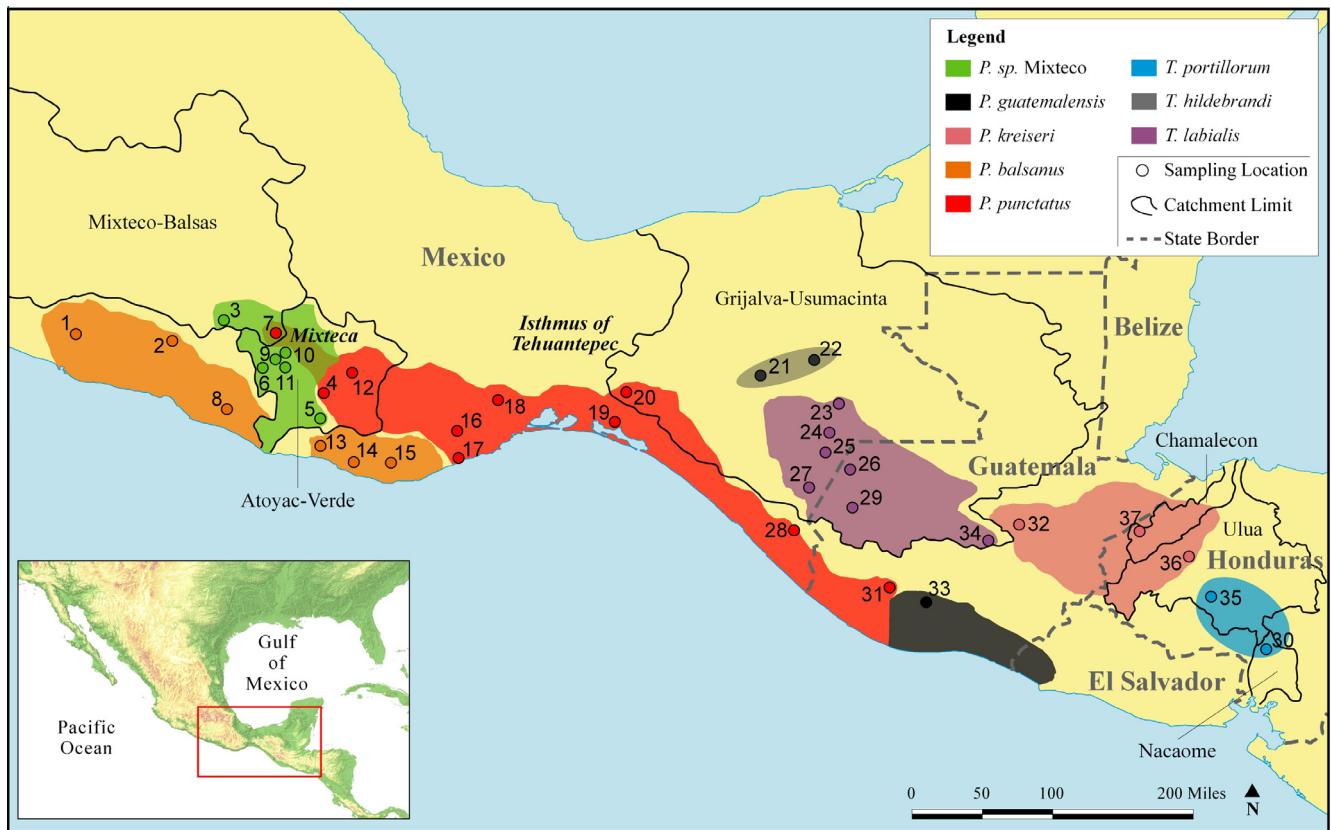 Legend
P. sp. Mixteco
P. guatemalensis
P. kreiseri
P. balsanus
P. punctatus
T. portillorum
T. hildebrandi
T. labialis
Sampling Location
Catchment Limit
State Border
Mixteco-Balsas
Mexico
Isthmus of
Tehuantepec
Grijalva-Usumacinta
Belize
1
2
3
7
Mixteca
9
10
6
11
4
12
5
8
13
14
15
16
17
18
19
20
21
22
23
24
25
26
27
29
28
34
31
33
32
37
36
35
30
Atoyac-Verde
Guatemala
Chamalecon
Ulua
Honduras
El Salvador
Nacaome
Gulf
of
Mexico
Pacific
Ocean
0 50 100 200 Miles
N